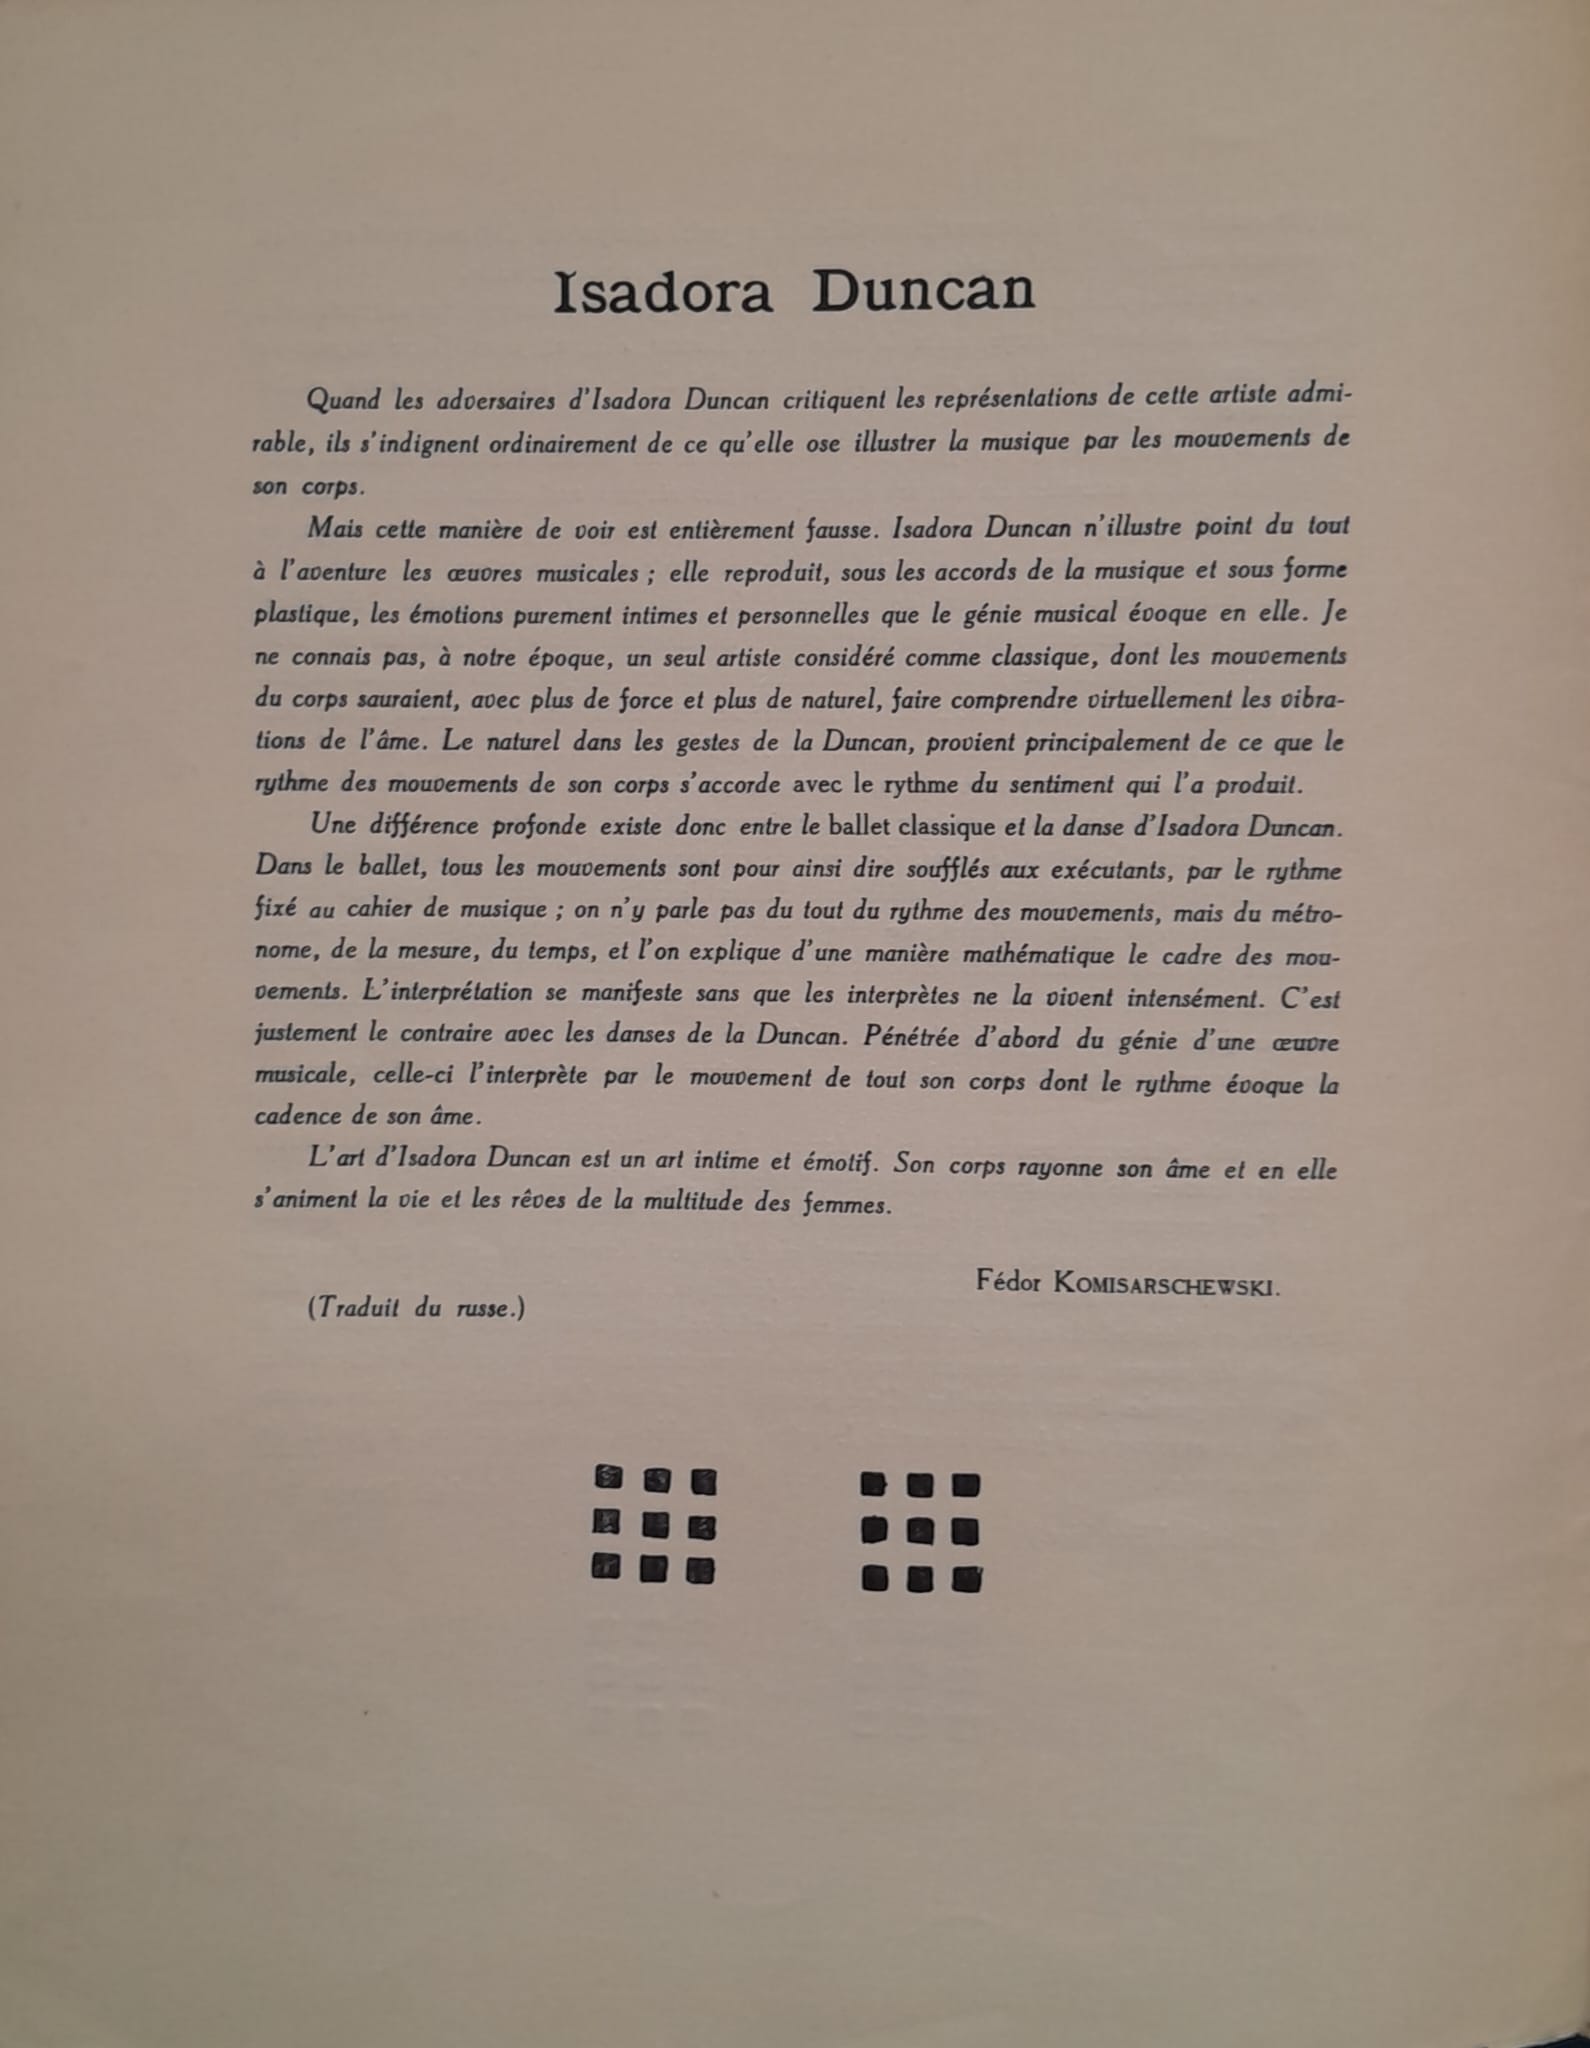 Isadora Duncan
Quand les adversaires d'Isadora Duncan critiquent les représentations de cette artiste admi-
rable, ils s'indignent ordinairement de ce qu'elle ose illustrer la musique par les mouvements de
son corps.
Mais cette manière de voir est entièrement fausse. Isadora Duncan n'illustre point du tout
à l'aventure les œuvres musicales ; elle reproduit, sous les accords de la musique et sous forme
plastique, les émotions purement intimes et personnelles que le génie musical évoque en elle. Je
ne connais pas, à notre époque, un seul artiste considéré comme classique, dont les mouvements
du corps sauraient, avec plus de force et plus de naturel, faire comprendre virtuellement les vibra-
tions de l'âme. Le naturel dans les gestes de la Duncan, provient principalement de ce que le
rythme des mouvements de son corps s'accorde avec le rythme du sentiment qui l'a produit.
Une différence profonde existe donc entre le ballet classique et la danse d'Isadora Duncan.
Dans le ballet, tous les mouvements sont pour ainsi dire soufflés aux exécutants, par le rythme
fixé au cahier de musique ; on n'y parle pas du tout du rythme des mouvements, mais du métro-
nome, de la mesure, du temps, et l'on explique d'une manière mathématique le cadre des mou-
vements. L'interprétation se manifeste sans que les interprètes ne la vivent intensément. C'est
justement le contraire avec les danses de la Duncan. Pénétrée d'abord du génie d'une œuvre
musicale, celle-ci l'interprète par le mouvement de tout son corps dont le rythme évoque la
cadence de son âme.
L'art d'Isadora Duncan est un art intime et émotif. Son corps rayonne son âme et en elle
s'animent la vie et les rêves de la multitude des femmes.
Fédor KOMISARSCHEWSKI.
(Traduit du russe.)